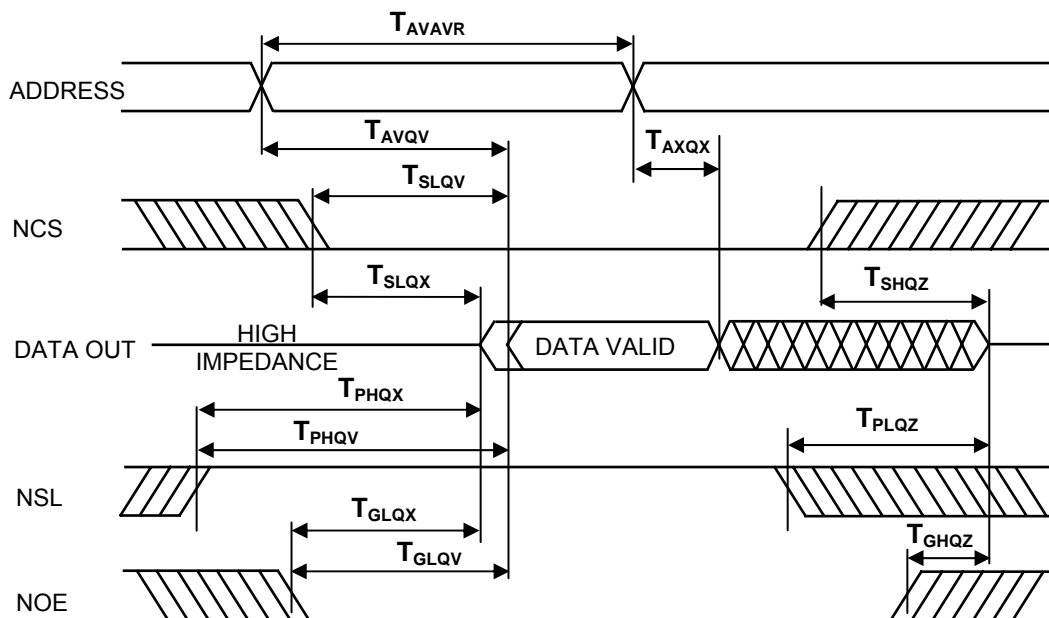 TAVAVR
ADDRESS
TAVQV
TAXQX
TSLQV
NCS
TSLQX
TSHQZ
DATA OUT
HIGH
IMPEDANCE
DATA VALID
TPHQX
TPHQV
TPLQZ
NSL
TGLQX
TGHQZ
TGLQV
NOE